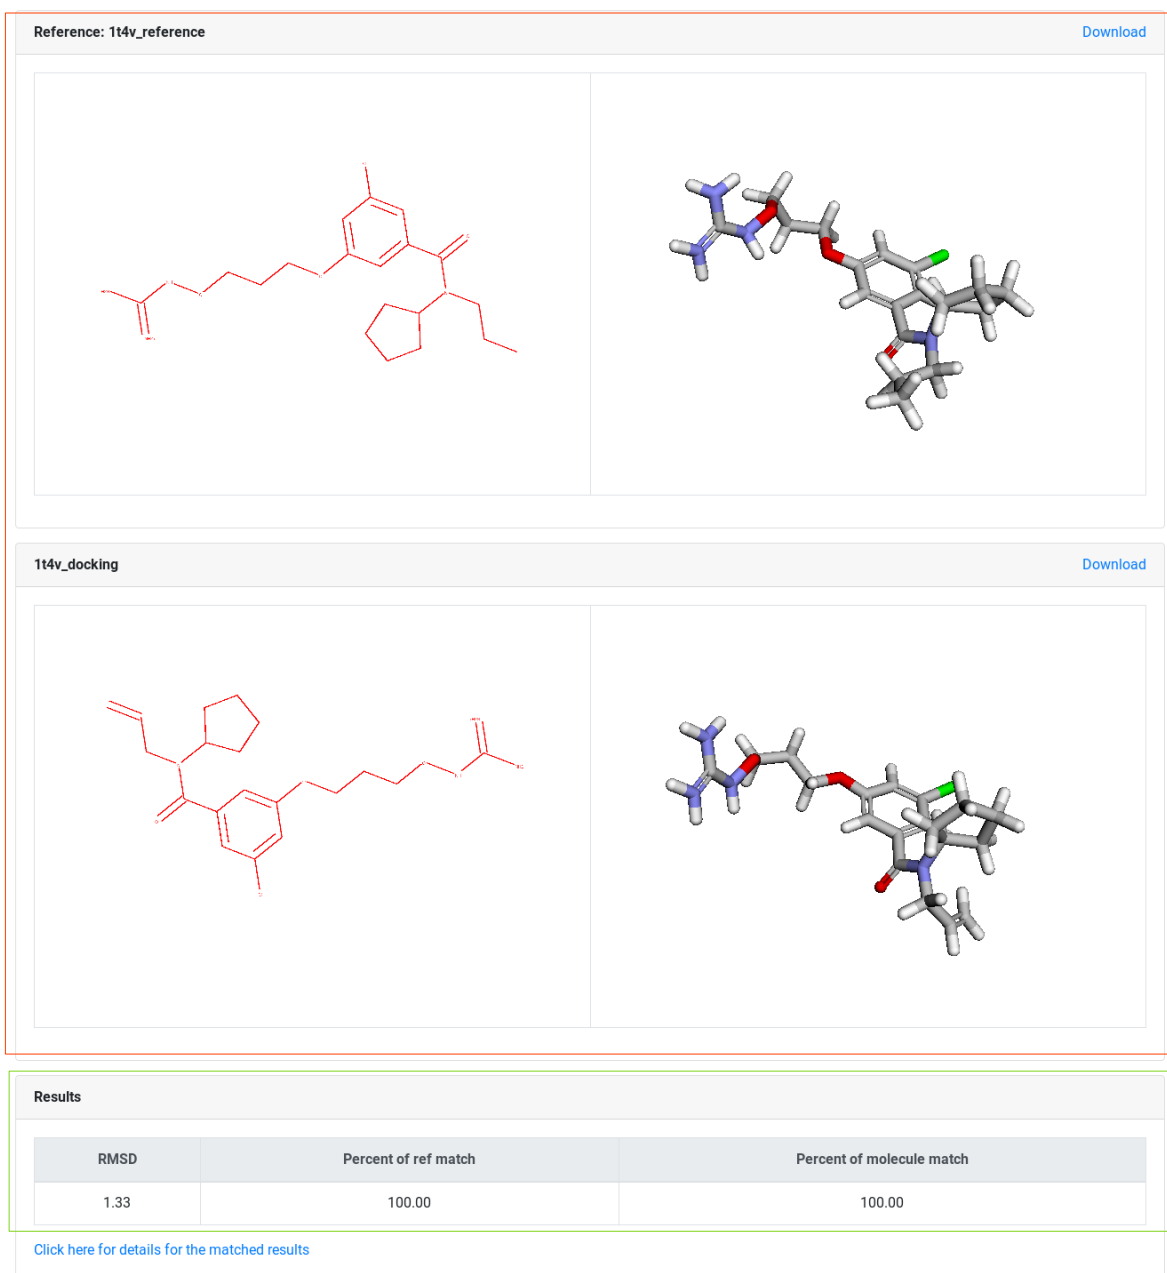 Reference: 1t4v_reference Download
1t4v_docking Download
Results
RMSD Percent of ref match Percent of molecule match
1.33 100.00 100.00
Click here for details for the matched results